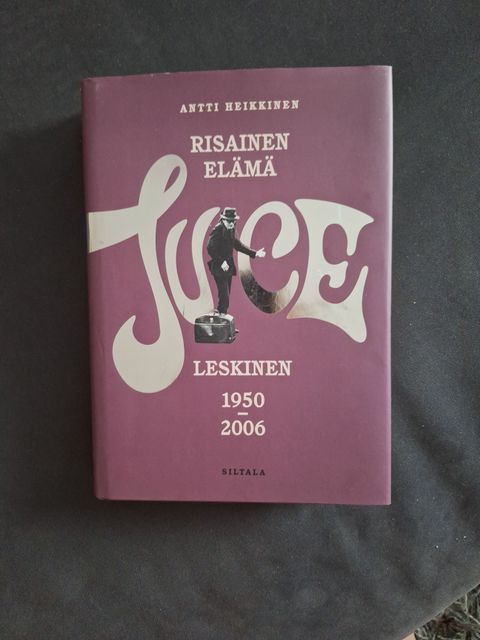 ANTTI HEIKKINEN
RISAINEN
ELÄMÄ
JUICE
LESKINEN
1950
–
2006
SILTALA